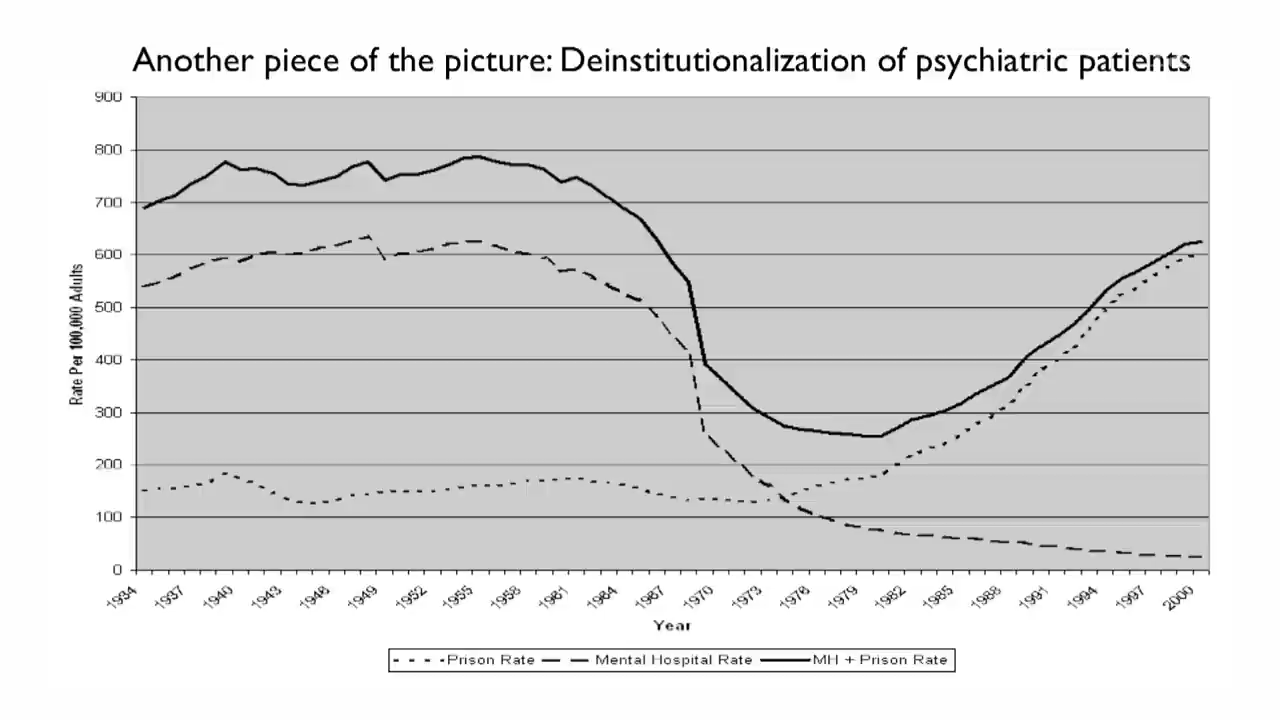 Another piece of the picture: Deinstitutionalization of psychiatric patients
900
800
700
600
500
400
300
200
100
0
Rate Per 100,000 Adults
1934 1937 1940 1943 1946 1949 1952 1955 1958 1961 1964 1967 1970 1973 1976 1979 1982 1985 1988 1991 1994 1997 2000
Year
Prison Rate Mental Hospital Rate MH + Prison Rate